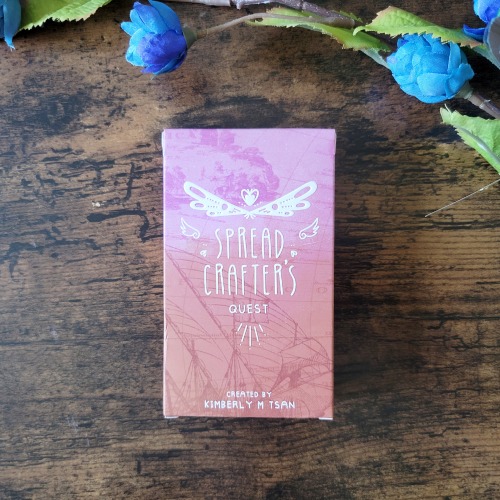 SPREAD
CRAFTER'S
QUEST
CREATED BY
KIMBERLY M TSAN